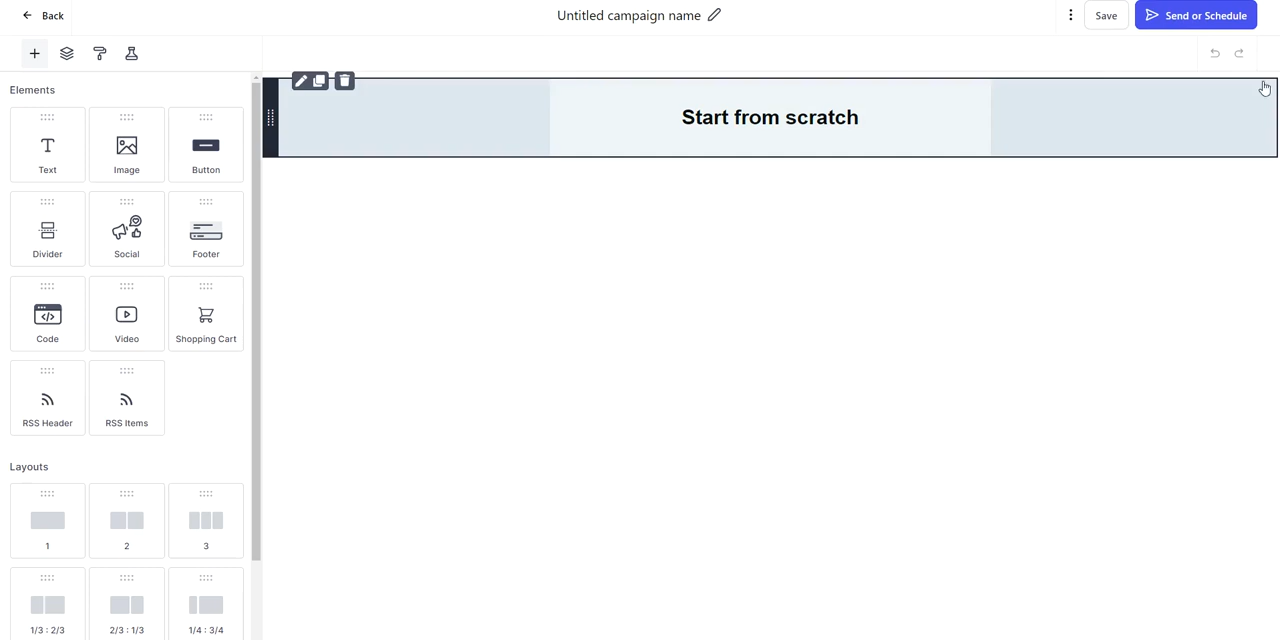 Back
Untitled campaign name
Save
Send or Schedule
Elements
Text
Image
Button
Divider
Social
Footer
Code
Video
Shopping Cart
RSS Header
RSS Items
Layouts
1
2
3
1/3 : 2/3
2/3 : 1/3
1/4 : 3/4
Start from scratch